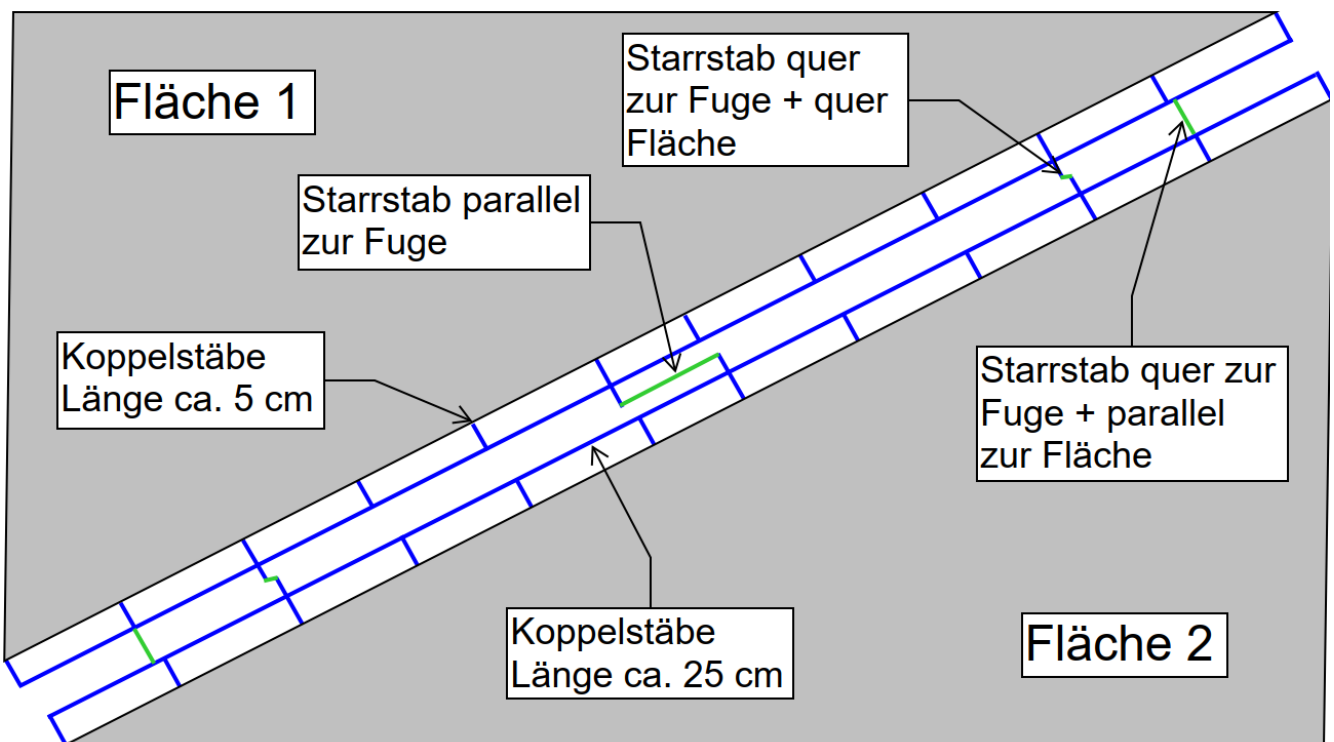 Fläche 1
Starrstab quer
zur Fuge + quer
Fläche
Starrstab parallel
zur Fuge
Koppelstäbe
Länge ca. 5 cm
Starrstab quer zur
Fuge + parallel
zur Fläche
Koppelstäbe
Länge ca. 25 cm
Fläche 2